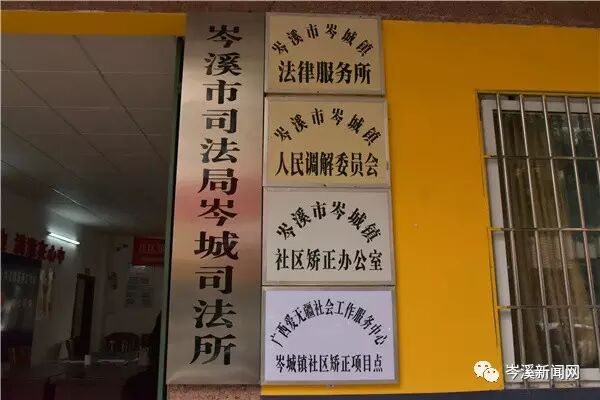 岑溪市司法局岑城司法所
岑溪市岑城镇
法律服务所
岑溪市岑城镇
人民调解委员会
岑溪市岑城镇
社区矫正办公室
广西爱无疆社会工作服务中心
岑城镇社区矫正项目点
岑溪新闻网